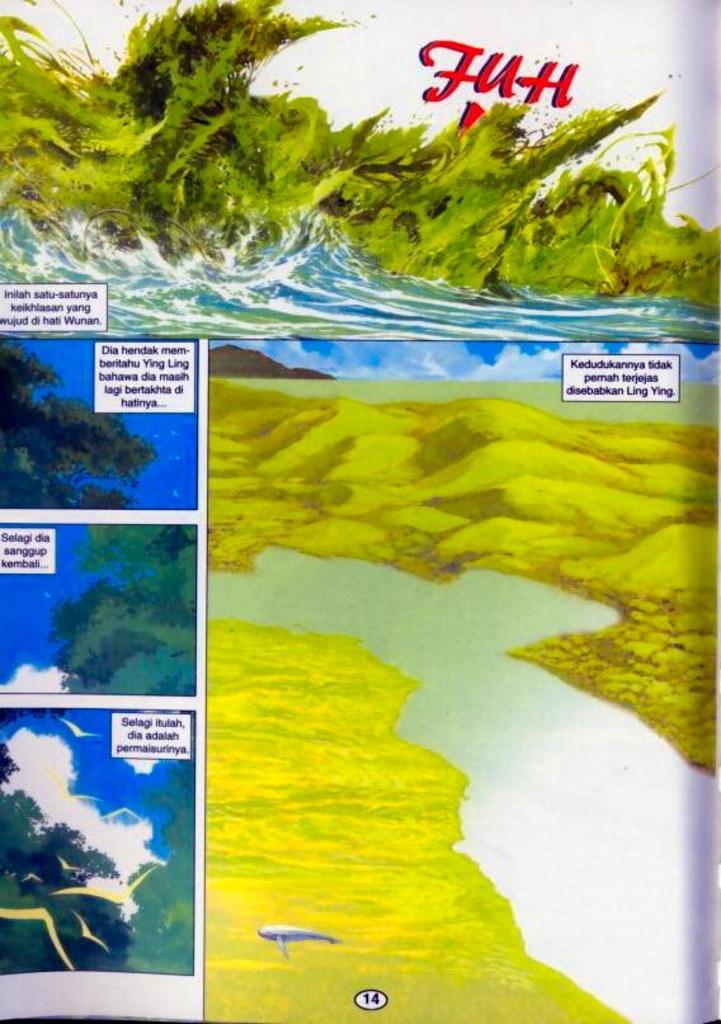 FUH
Inilah satu-satunya
keikhlasan yang
wujud di hati Wunan.
Dia hendak mem-
beritahu Ying Ling
bahawa dia masih
lagi bertakhta di
hatinya...
Kedudukannya tidak
pernah terjejas
disebabkan Ling Ying.
Selagi dia
sanggup
kembali...
Selagi itulah,
dia adalah
permaisurinya.
14